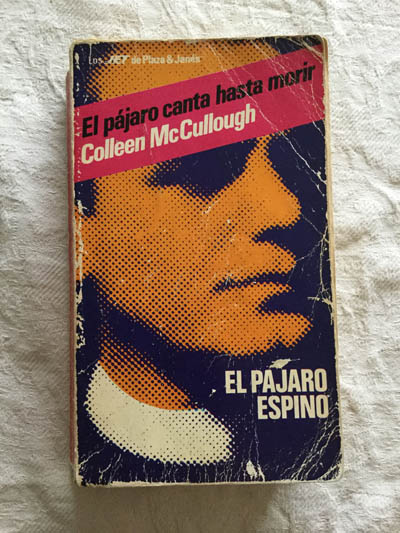 Los JET de Plaza & Janés
El pájaro canta hasta morir
Colleen McCullough
EL PAJARO
ESPINO